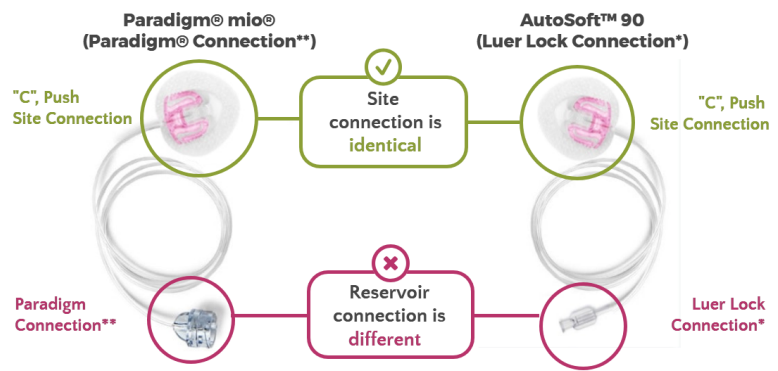 Paradigm® mio®
(Paradigm® Connection**)
AutoSoft™ 90
(Luer Lock Connection*)
"C", Push
Site Connection
Site
connection is
identical
"C", Push
Site Connection
Paradigm
Connection**
Reservoir
connection is
different
Luer Lock
Connection*